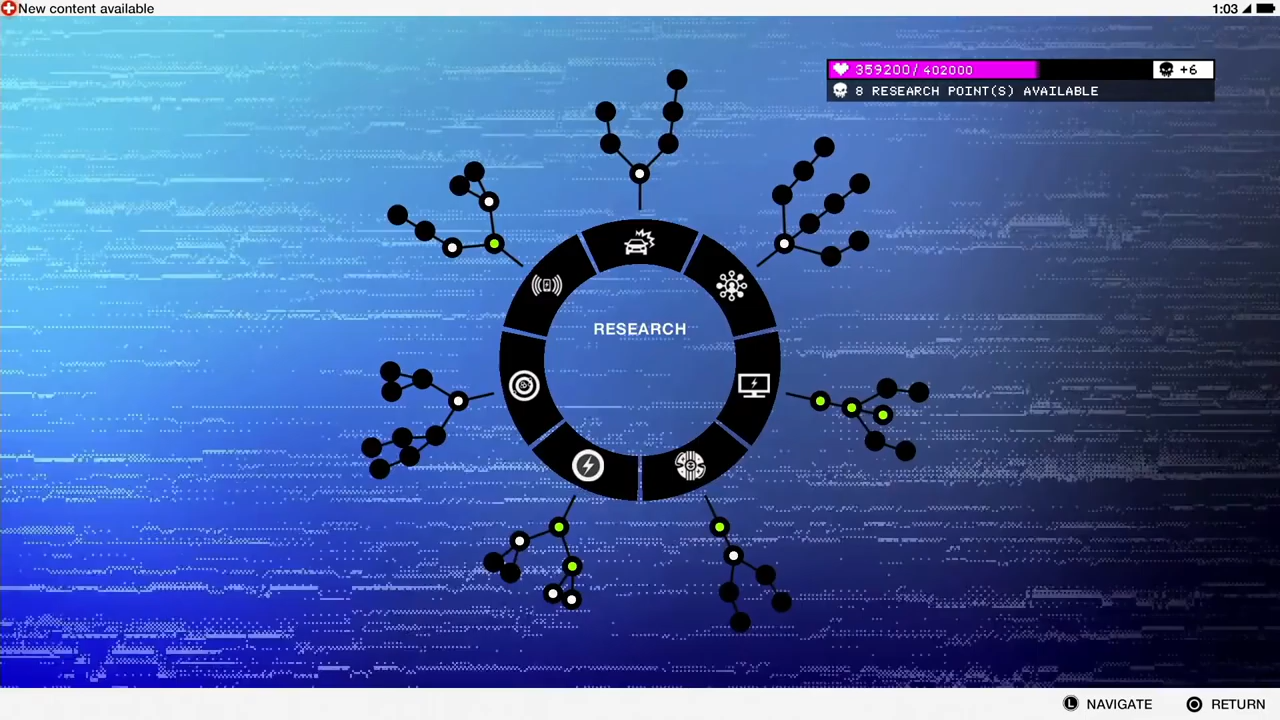 New content available
1:03
359200/402000
+6
8 RESEARCH POINT(S) AVAILABLE
RESEARCH
L NAVIGATE
RETURN